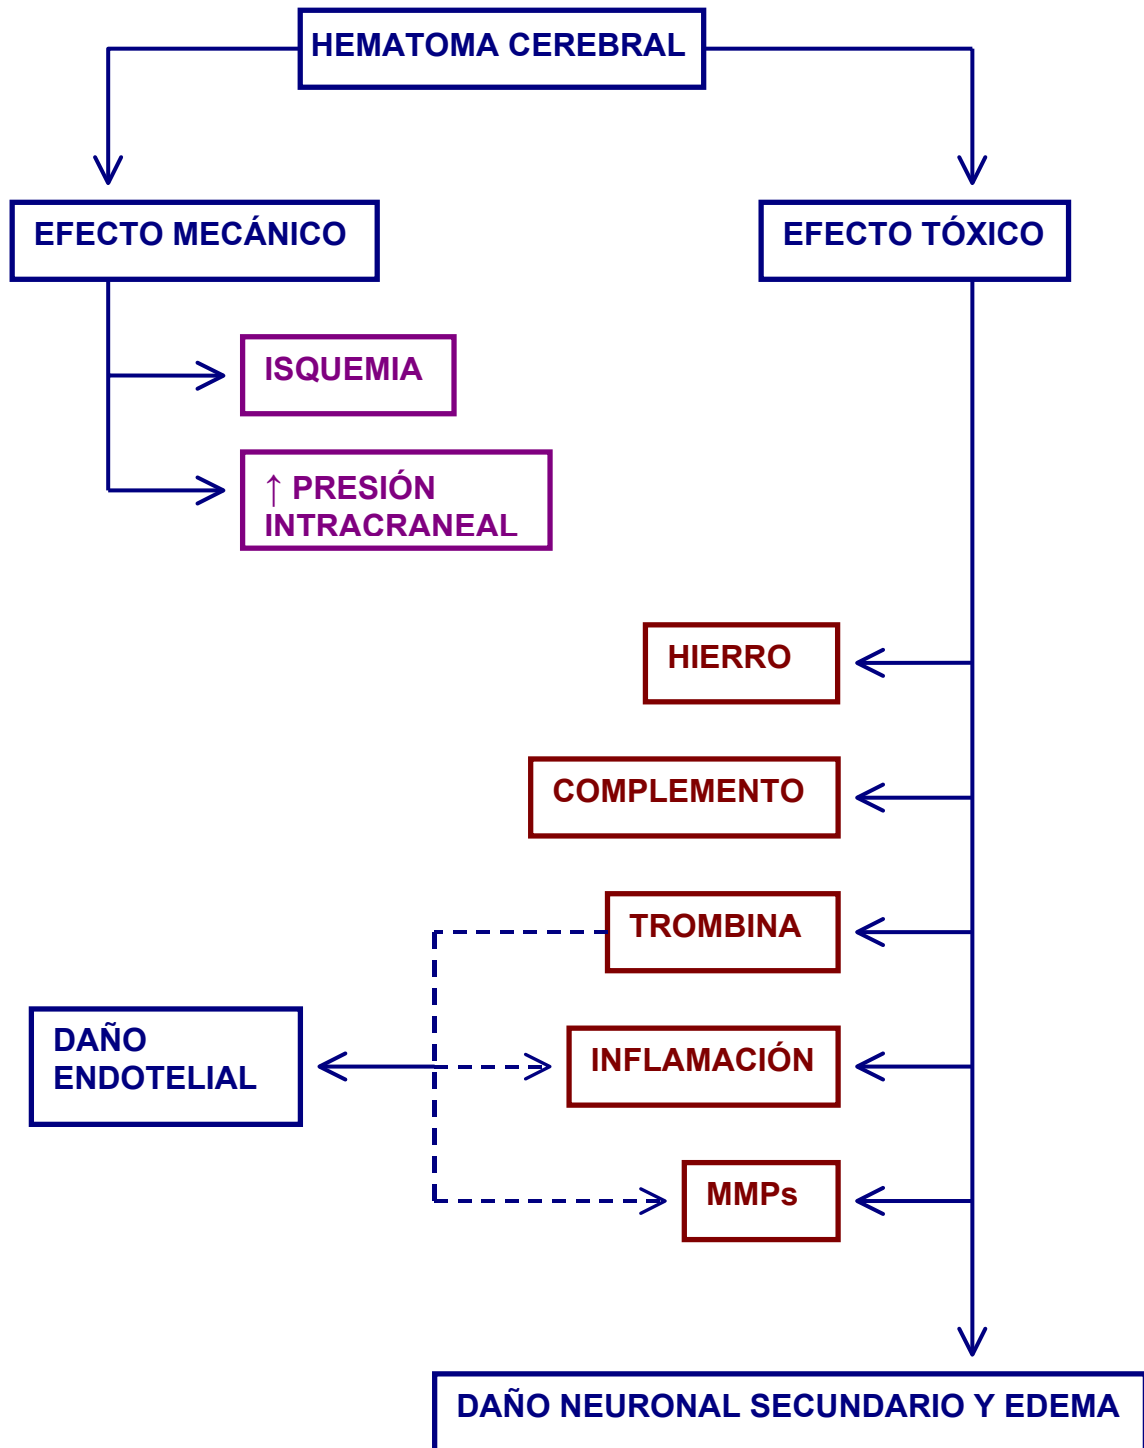 HEMATOMA CEREBRAL
EFECTO MECÁNICO
EFECTO TÓXICO
ISQUEMIA
↑ PRESIÓN
INTRACRANEAL
HIERRO
COMPLEMENTO
TROMBINA
DAÑO
ENDOTELIAL
INFLAMACIÓN
MMPs
DAÑO NEURONAL SECUNDARIO Y EDEMA